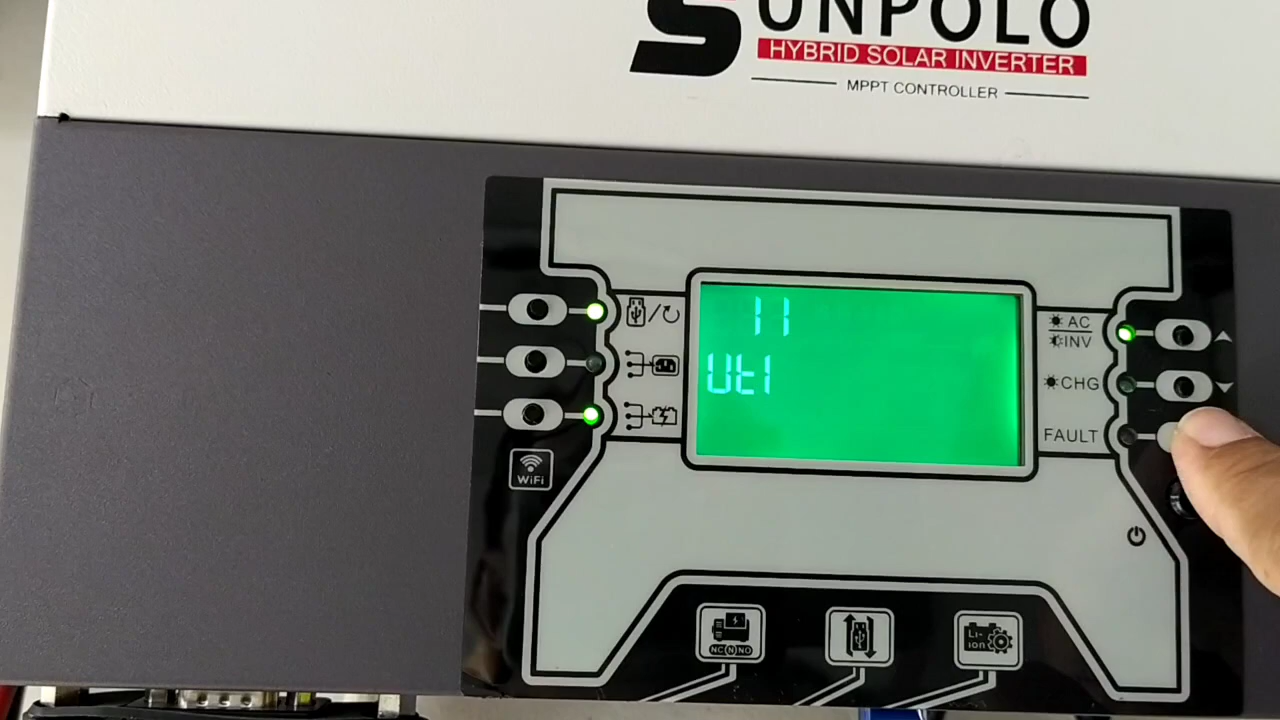 SUNPOLO
HYBRID SOLAR INVERTER
MPPT CONTROLLER
11
Ut1
AC
INV
CHG
FAULT
WiFi
NC N NO
Li-
ion